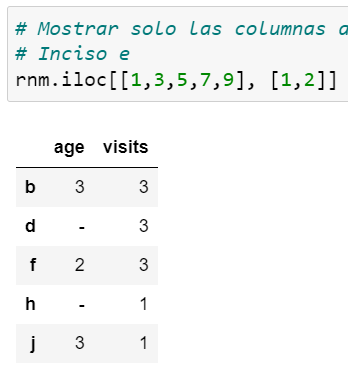 # Mostrar solo las columnas
# Inciso e
rnm.iloc[[1,3,5,7,9], [1,2]]
age visits
b 3 3
d - 3
f 2 3
h - 1
j 3 1